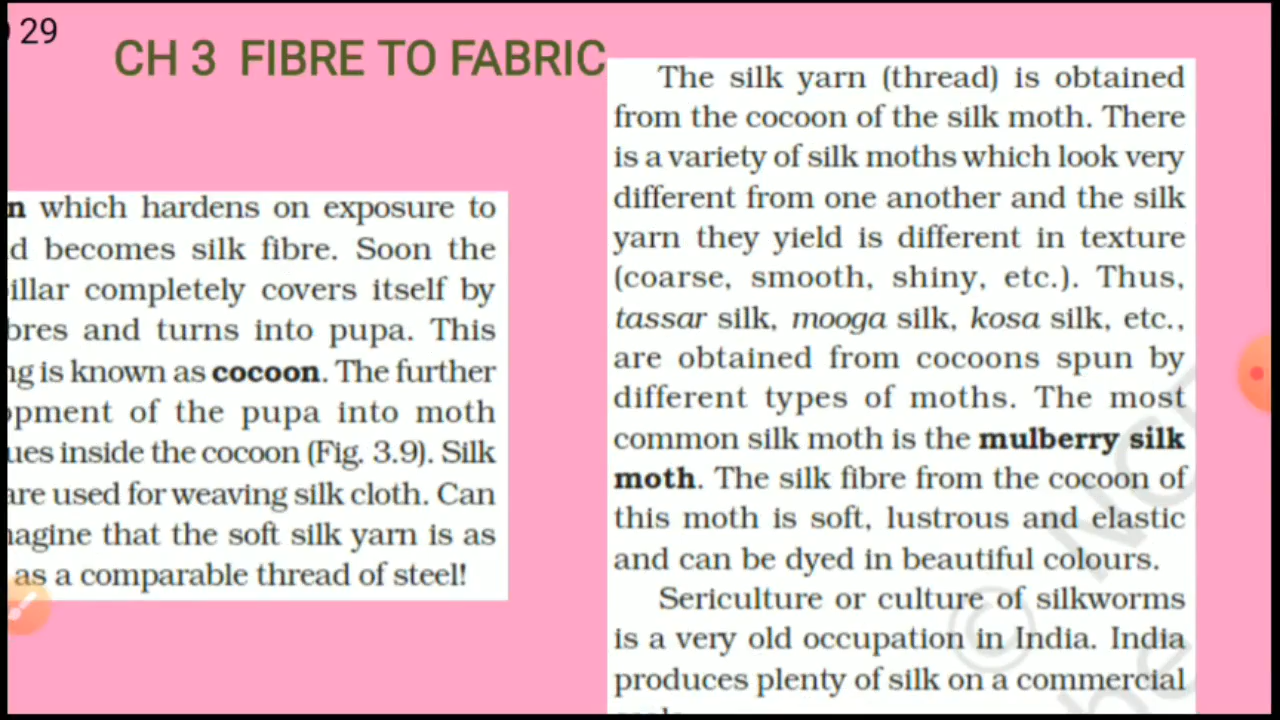 29
CH 3 FIBRE TO FABRIC
n which hardens on exposure to
d becomes silk fibre. Soon the
illar completely covers itself by
bres and turns into pupa. This
ng is known as cocoon. The further
opment of the pupa into moth
ues inside the cocoon (Fig. 3.9). Silk
are used for weaving silk cloth. Can
nagine that the soft silk yarn is as
as a comparable thread of steel!
The silk yarn (thread) is obtained
from the cocoon of the silk moth. There
is a variety of silk moths which look very
different from one another and the silk
yarn they yield is different in texture
(coarse, smooth, shiny, etc.). Thus,
tassar silk, mooga silk, kosa silk, etc.,
are obtained from cocoons spun by
different types of moths. The most
common silk moth is the mulberry silk
moth. The silk fibre from the cocoon of
this moth is soft, lustrous and elastic
and can be dyed in beautiful colours.
Sericulture or culture of silkworms
is a very old occupation in India. India
produces plenty of silk on a commercial